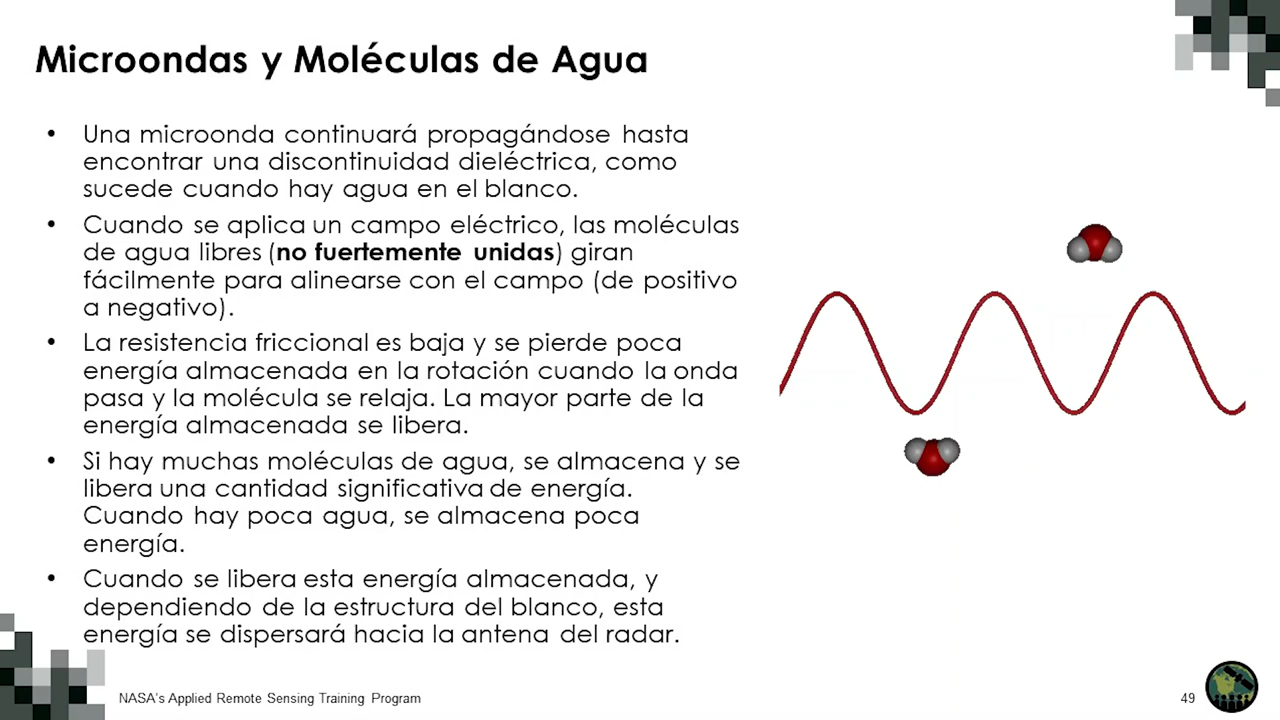 Microondas y Moléculas de Agua
• Una microonda continuará propagándose hasta
encontrar una discontinuidad dieléctrica, como
sucede cuando hay agua en el blanco.
• Cuando se aplica un campo eléctrico, las moléculas
de agua libres (no fuertemente unidas) giran
fácilmente para alinearse con el campo (de positivo
a negativo).
• La resistencia friccional es baja y se pierde poca
energía almacenada en la rotación cuando la onda
pasa y la molécula se relaja. La mayor parte de la
energía almacenada se libera.
• Si hay muchas moléculas de agua, se almacena y se
libera una cantidad significativa de energía.
Cuando hay poca agua, se almacena poca
energía.
• Cuando se libera esta energía almacenada, y
dependiendo de la estructura del blanco, esta
energía se dispersará hacia la antena del radar.
NASA's Applied Remote Sensing Training Program
49